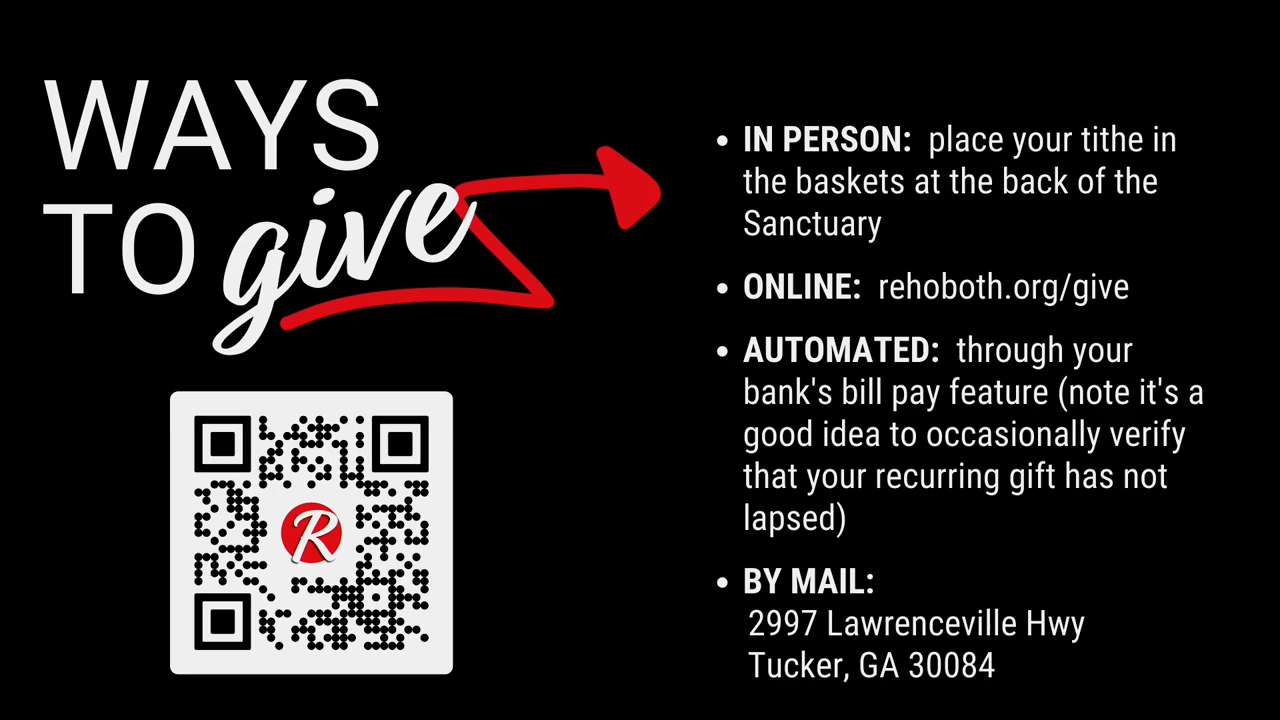 WAYS
TO give
R
• IN PERSON: place your tithe in
the baskets at the back of the
Sanctuary
• ONLINE: rehoboth.org/give
• AUTOMATED: through your
bank's bill pay feature (note it's a
good idea to occasionally verify
that your recurring gift has not
lapsed)
• BY MAIL:
2997 Lawrenceville Hwy
Tucker, GA 30084